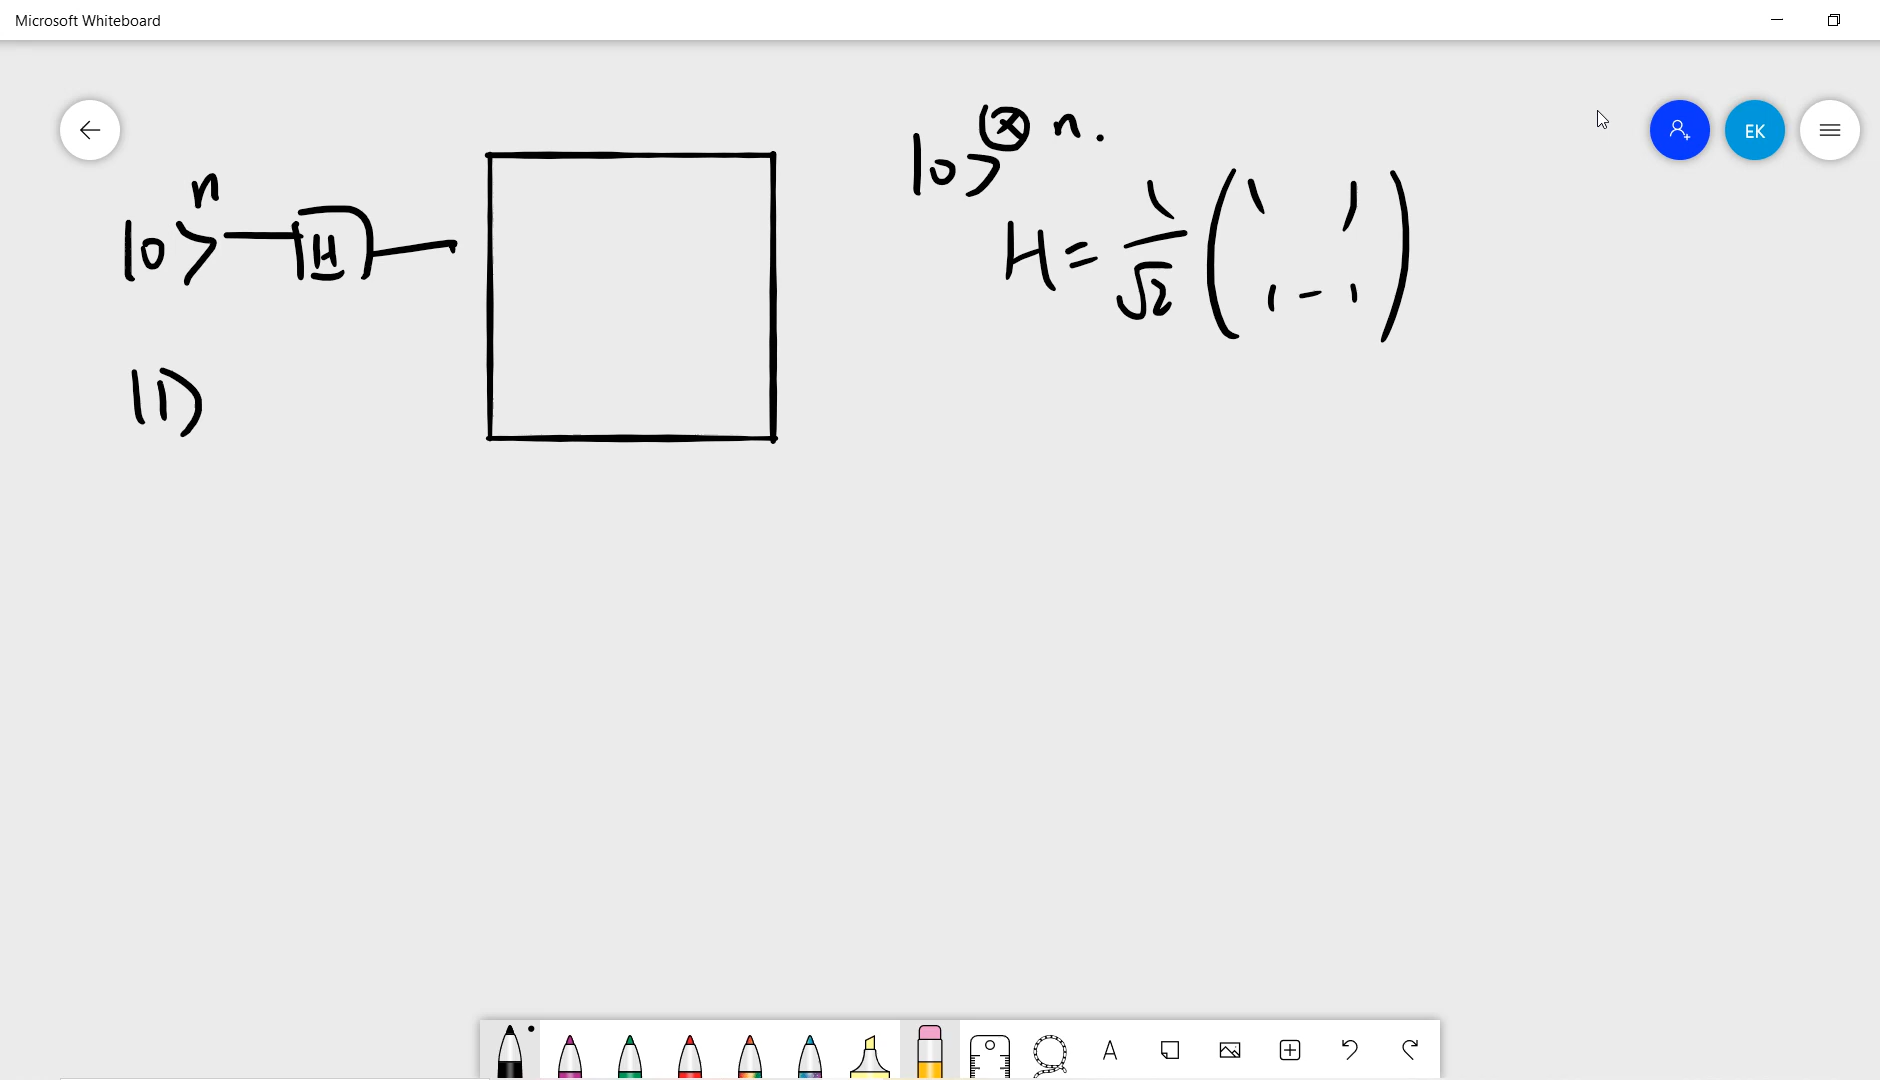 Microsoft Whiteboard
|0>^n — H —
|0>^⊗n.
H = 1/√2 ( 1 1
1 -1 )
|1⟩
EK
A